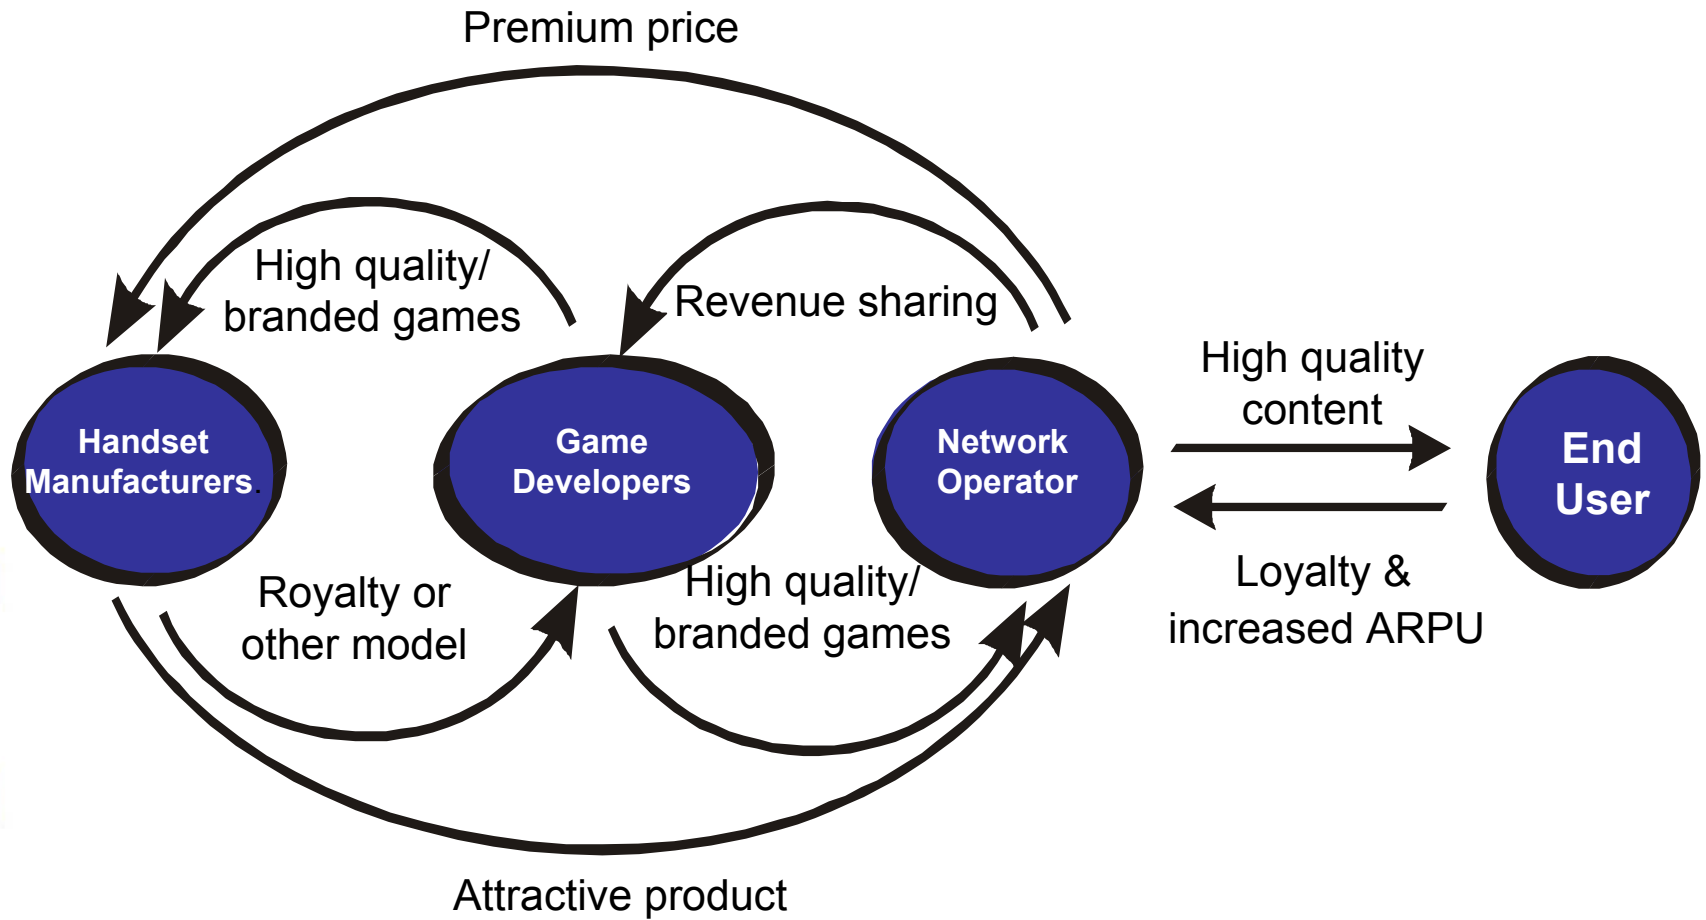 Premium price
High quality/
branded games
Revenue sharing
High quality
content
Handset
Manufacturers.
Game
Developers
Network
Operator
End
User
Royalty or
other model
High quality/
branded games
Loyalty &
increased ARPU
Attractive product